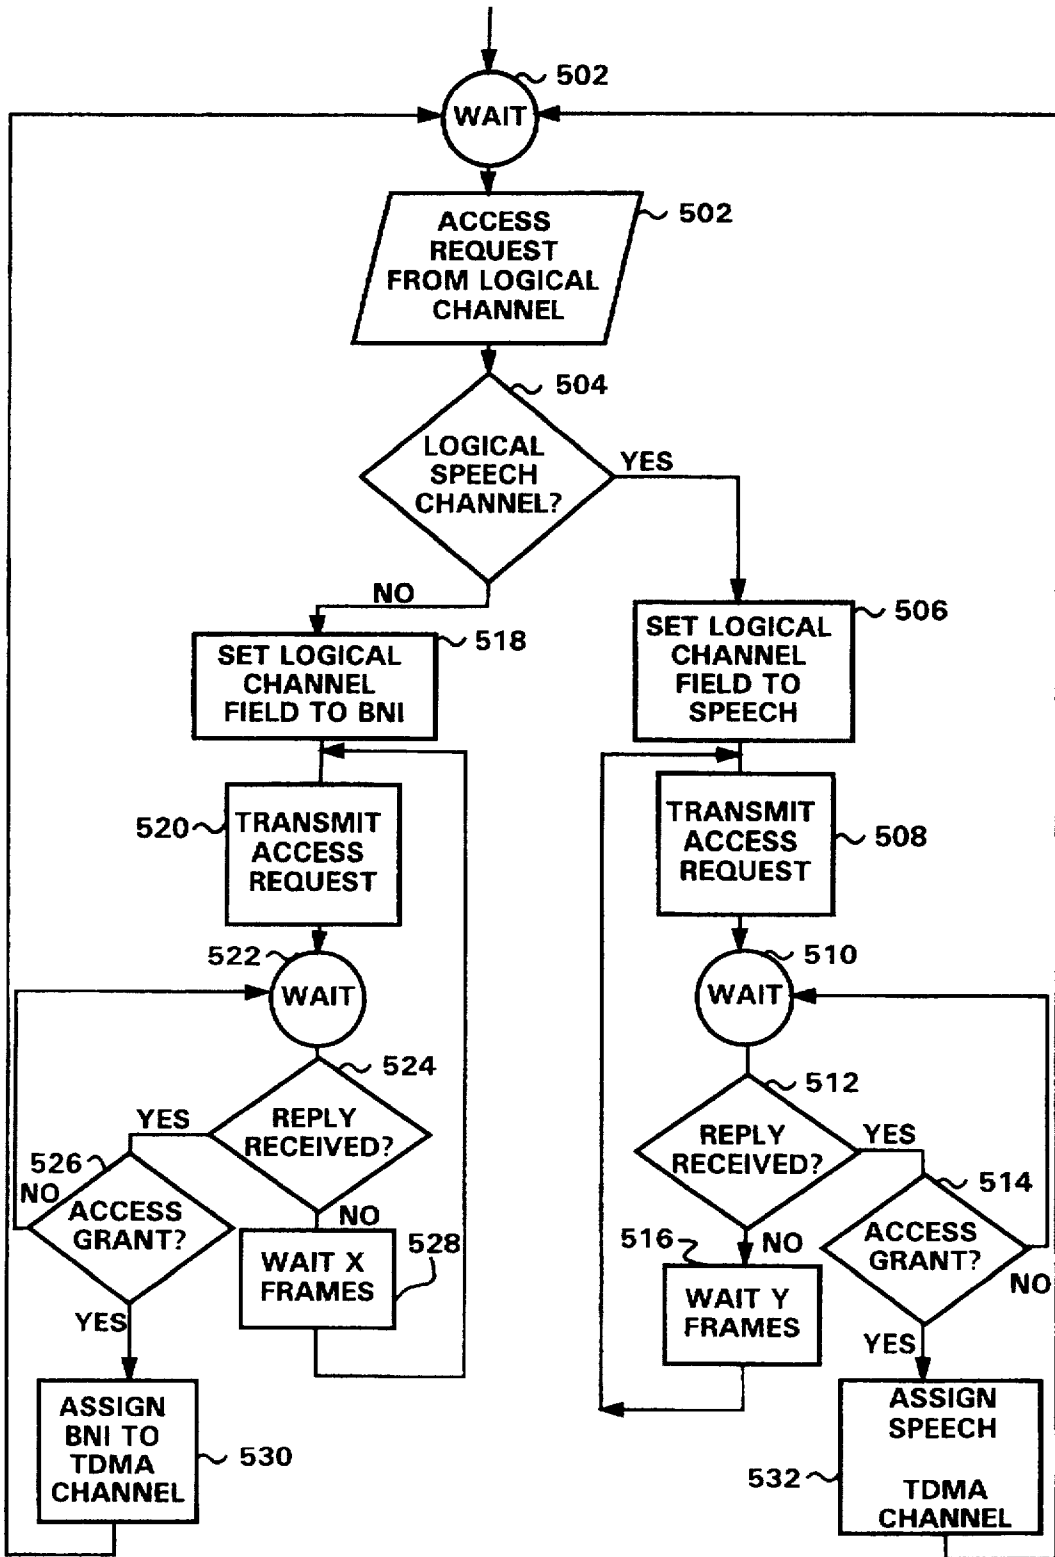 502
WAIT
502
ACCESS
REQUEST
FROM LOGICAL
CHANNEL
504
LOGICAL
SPEECH
CHANNEL?
YES
NO
518
SET LOGICAL
CHANNEL
FIELD TO BNI
506
SET LOGICAL
CHANNEL
FIELD TO
SPEECH
520
TRANSMIT
ACCESS
REQUEST
508
TRANSMIT
ACCESS
REQUEST
522
WAIT
510
WAIT
524
REPLY
RECEIVED?
YES
NO
512
REPLY
RECEIVED?
YES
NO
526
NO
ACCESS
GRANT?
YES
528
WAIT X
FRAMES
516
WAIT Y
FRAMES
514
ACCESS
GRANT?
NO
YES
ASSIGN
BNI TO
TDMA
CHANNEL
530
532
ASSIGN
SPEECH
TDMA
CHANNEL